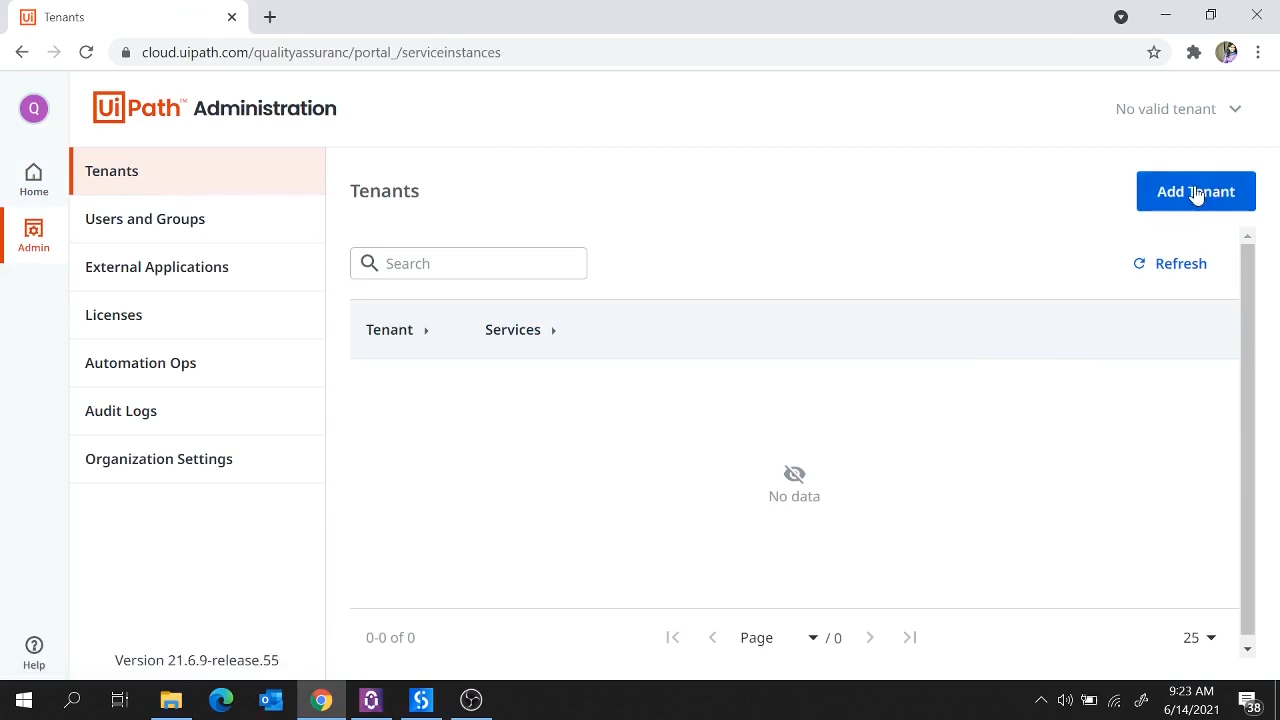 Tenants
cloud.uipath.com/qualityassuranc/portal_/serviceinstances
Q
UiPath™ Administration
No valid tenant
Home
Admin
Tenants
Users and Groups
External Applications
Licenses
Automation Ops
Audit Logs
Organization Settings
Version 21.6.9-release.55
Help
Tenants
Add Tenant
Search
Refresh
Tenant
Services
No data
0-0 of 0
Page
/ 0
25
9:23 AM
6/14/2021
38